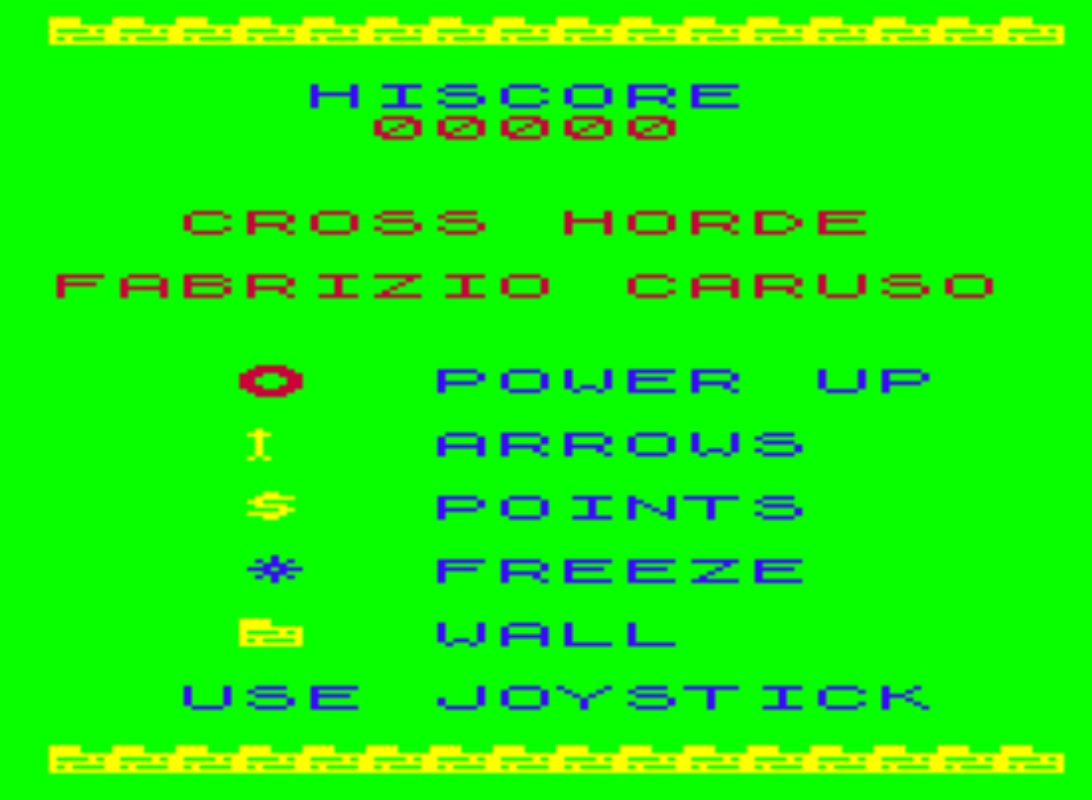 HISCORE
00000
CROSS HORDE
FABRIZIO CARUSO
O POWER UP
I ARROWS
$ POINTS
* FREEZE
WALL
USE JOYSTICK